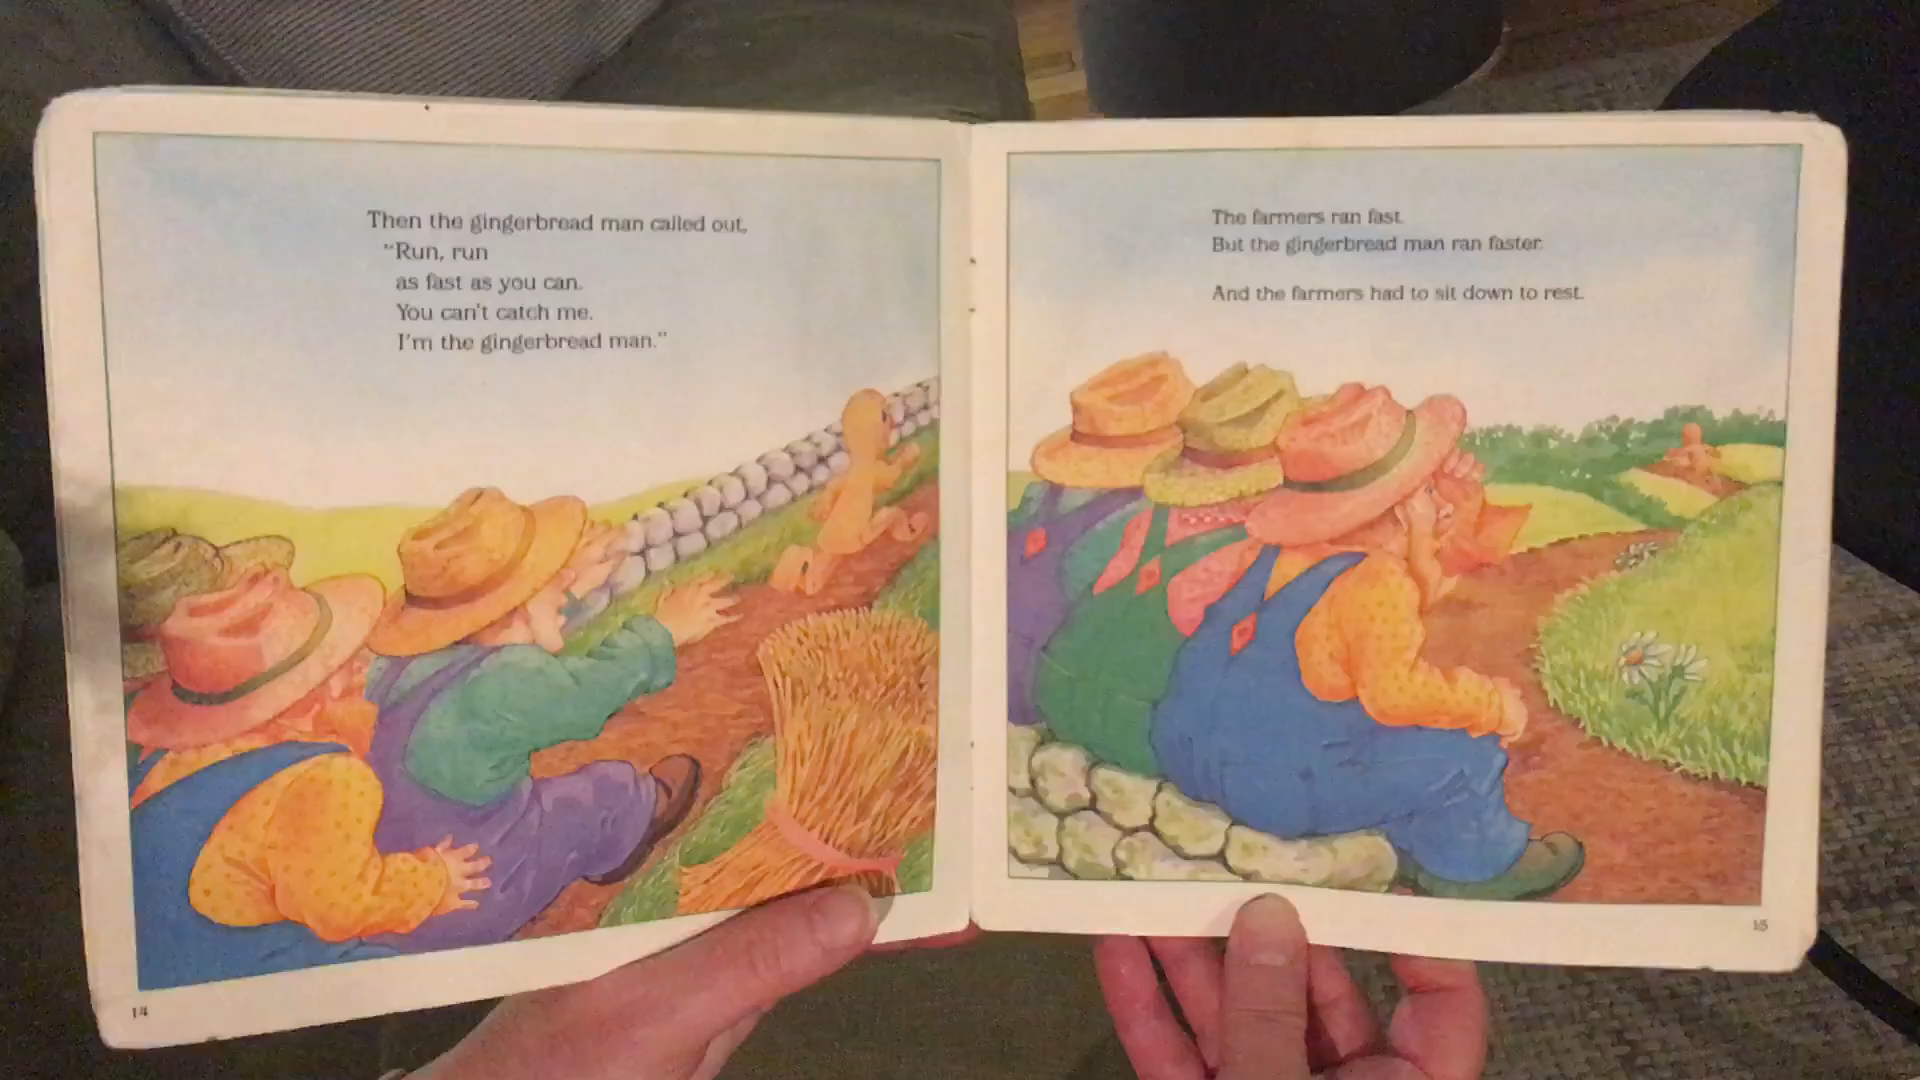 Then the gingerbread man called out,
"Run, run
as fast as you can.
You can't catch me.
I'm the gingerbread man."
14
The farmers ran fast.
But the gingerbread man ran faster.
And the farmers had to sit down to rest.
15